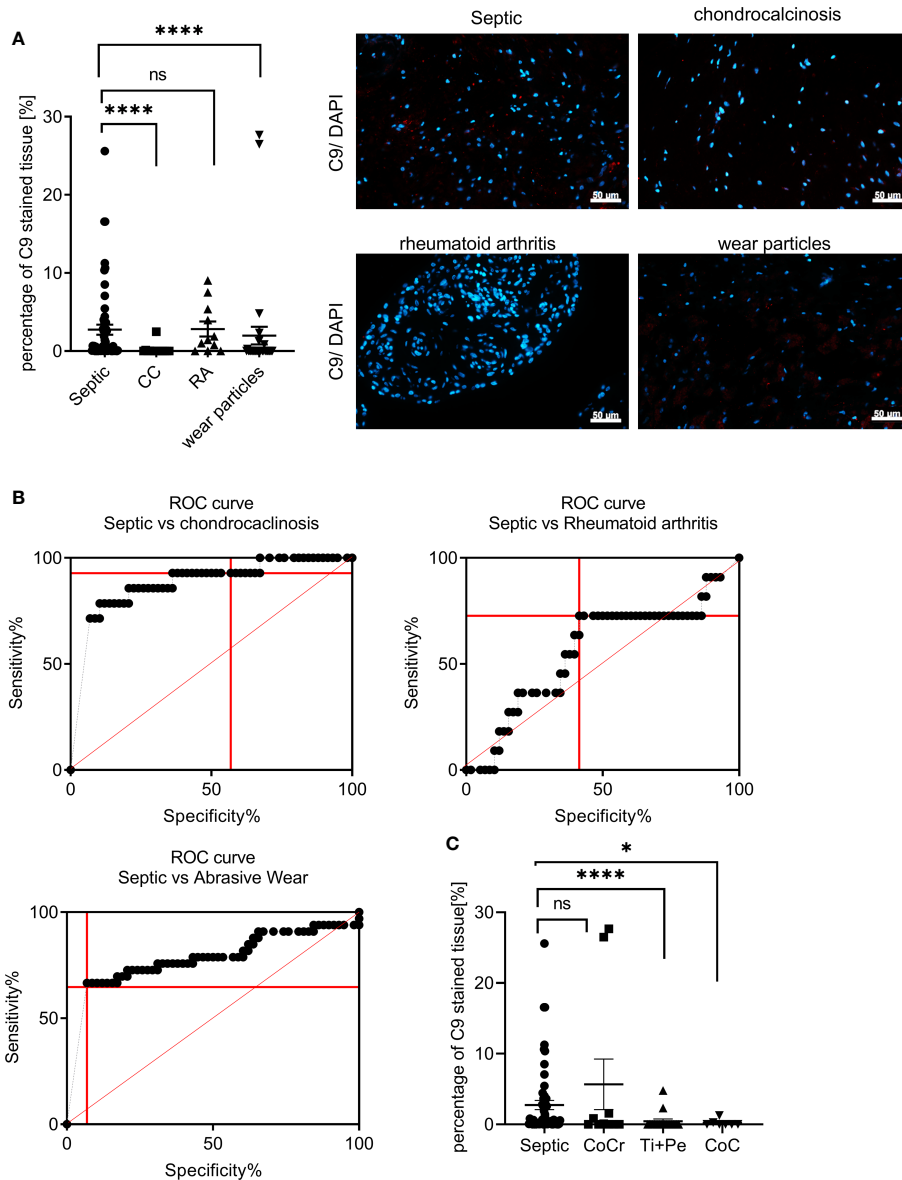 A
****
ns
****
30
20
10
0
percentage of C9 stained tissue [%]
Septic
CC
RA
wear particles
Septic
chondrocalcinosis
C9/ DAPI
50 µm
50 µm
rheumatoid arthritis
wear particles
C9/ DAPI
50 µm
50 µm
B
ROC curve
Septic vs chondrocaclinosis
100
50
0
Sensitivity%
0 50 100
Specificity%
ROC curve
Septic vs Rheumatoid arthritis
100
50
0
Sensitivity%
0 50 100
Specificity%
ROC curve
Septic vs Abrasive Wear
100
50
0
Sensitivity%
0 50 100
Specificity%
C
*
****
ns
30
20
10
0
percentage of C9 stained tissue[%]
Septic CoCr Ti+Pe CoC